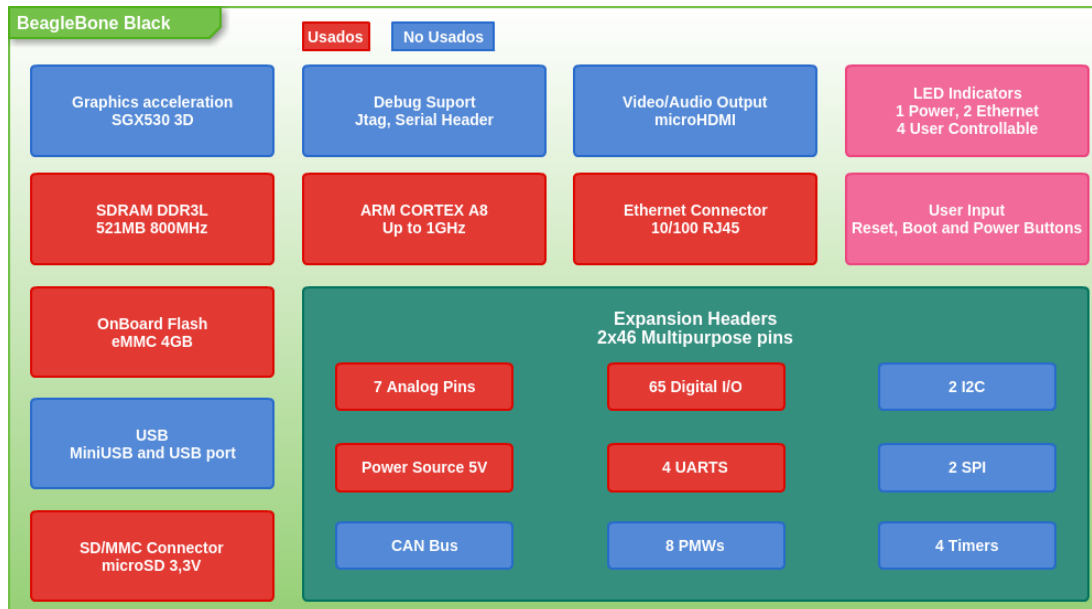 BeagleBone Black
Usados
No Usados
Graphics acceleration
SGX530 3D
Debug Suport
Jtag, Serial Header
Video/Audio Output
microHDMI
LED Indicators
1 Power, 2 Ethernet
4 User Controllable
SDRAM DDR3L
521MB 800MHz
ARM CORTEX A8
Up to 1GHz
Ethernet Connector
10/100 RJ45
User Input
Reset, Boot and Power Buttons
OnBoard Flash
eMMC 4GB
USB
MiniUSB and USB port
SD/MMC Connector
microSD 3,3V
Expansion Headers
2x46 Multipurpose pins
7 Analog Pins
65 Digital I/O
2 I2C
Power Source 5V
4 UARTS
2 SPI
CAN Bus
8 PMWs
4 Timers